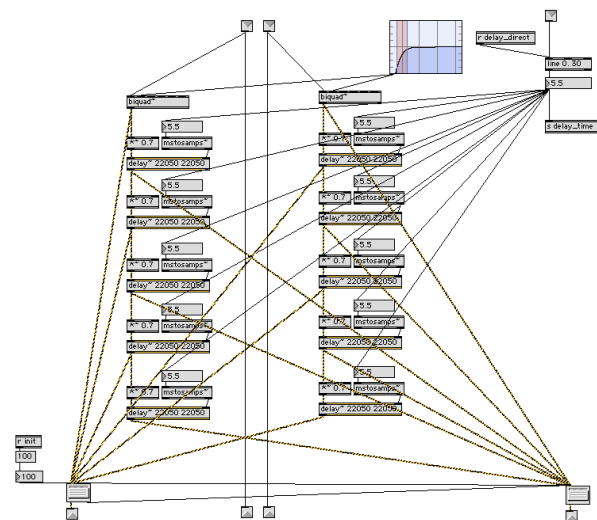 r delay_direct
line 0. 30
5.5
s delay_time
biquad~
biquad~
5.5
5.5
*~ 0.7 mstosamps~
*~ 0.7 mstosamps~
delay~ 22050 22050
delay~ 22050 22050
5.5
5.5
*~ 0.7 mstosamps~
*~ 0.7 mstosamps~
delay~ 22050 22050
delay~ 22050 22050
5.5
5.5
*~ 0.7 mstosamps~
*~ 0.7 mstosamps~
delay~ 22050 22050
delay~ 22050 22050
5.5
5.5
*~ 0.7 mstosamps~
*~ 0.7 mstosamps~
delay~ 22050 22050
delay~ 22050 22050
5.5
5.5
*~ 0.7 mstosamps~
*~ 0.7 mstosamps~
delay~ 22050 22050
delay~ 22050 22050
r init
100
100